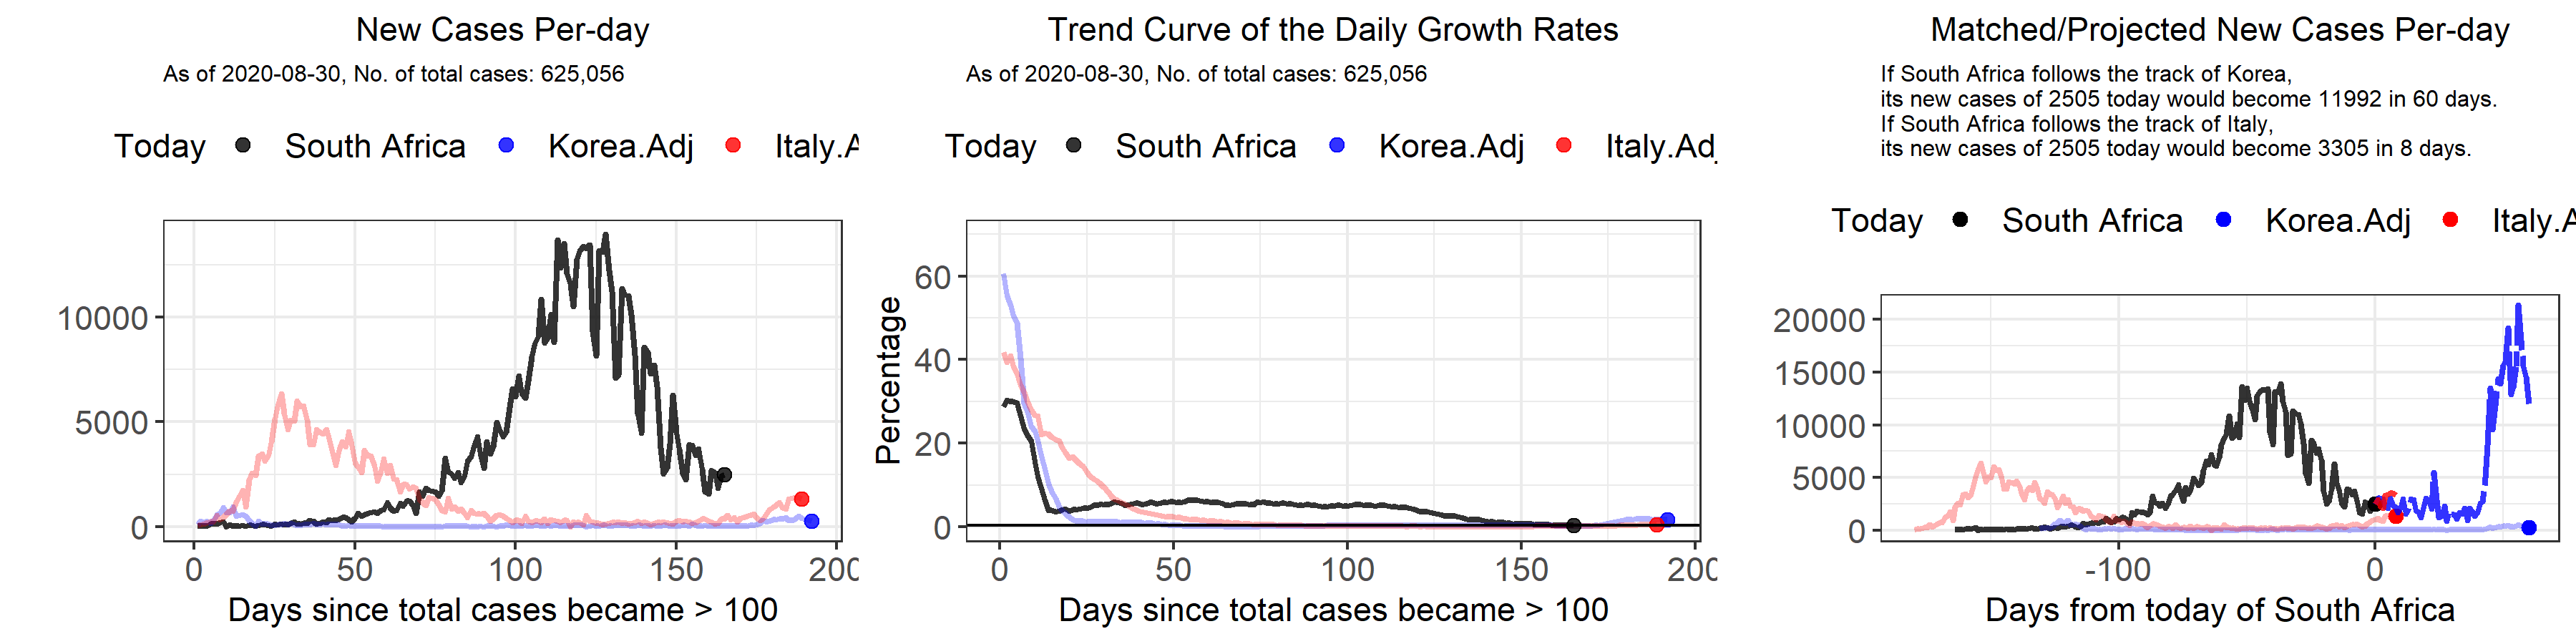 New Cases Per-day
As of 2020-08-30, No. of total cases: 625,056
Today South Africa Korea.Adj Italy.A
10000
5000
0
0 50 100 150 200
Days since total cases became > 100
Trend Curve of the Daily Growth Rates
As of 2020-08-30, No. of total cases: 625,056
Today South Africa Korea.Adj Italy.Adj
Percentage
60
40
20
0
0 50 100 150 200
Days since total cases became > 100
Matched/Projected New Cases Per-day
If South Africa follows the track of Korea,
its new cases of 2505 today would become 11992 in 60 days.
If South Africa follows the track of Italy,
its new cases of 2505 today would become 3305 in 8 days.
Today South Africa Korea.Adj Italy.A
20000
15000
10000
5000
0
-100 0
Days from today of South Africa